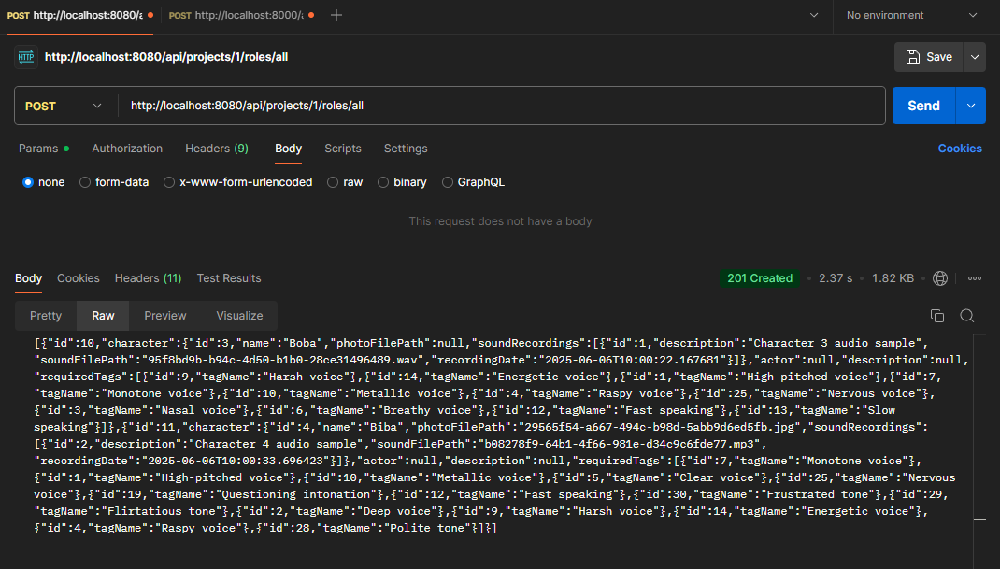 POST http://localhost:8080/a POST http://localhost:8000/a No environment
HTTP http://localhost:8080/api/projects/1/roles/all Save
POST http://localhost:8080/api/projects/1/roles/all Send
Params Authorization Headers (9) Body Scripts Settings Cookies
none form-data x-www-form-urlencoded raw binary GraphQL
This request does not have a body
Body Cookies Headers (11) Test Results 201 Created 2.37 s 1.82 KB
Pretty Raw Preview Visualize
[{"id":10,"character":{"id":3,"name":"Boba","photoFilePath":null,"soundRecordings":[{"id":1,"description":"Character 3 audio sample",
"soundFilePath":"95f8bd9b-b94c-4d50-b1b0-28ce31496489.wav","recordingDate":"2025-06-06T10:00:22.167681"}]},"actor":null,"description":null,
"requiredTags":[{"id":9,"tagName":"Harsh voice"},{"id":14,"tagName":"Energetic voice"},{"id":1,"tagName":"High-pitched voice"},{"id":7,
"tagName":"Monotone voice"},{"id":10,"tagName":"Metallic voice"},{"id":4,"tagName":"Raspy voice"},{"id":25,"tagName":"Nervous voice"},
{"id":3,"tagName":"Nasal voice"},{"id":6,"tagName":"Breathy voice"},{"id":12,"tagName":"Fast speaking"},{"id":13,"tagName":"Slow
speaking"}]},{"id":11,"character":{"id":4,"name":"Biba","photoFilePath":"29565f54-a667-494c-b98d-5abb9d6ed5fb.jpg","soundRecordings":
[{"id":2,"description":"Character 4 audio sample","soundFilePath":"b08278f9-64b1-4f66-981e-d34c9c6fde77.mp3",
"recordingDate":"2025-06-06T10:00:33.696423"}]},"actor":null,"description":null,"requiredTags":[{"id":7,"tagName":"Monotone voice"},
{"id":1,"tagName":"High-pitched voice"},{"id":10,"tagName":"Metallic voice"},{"id":5,"tagName":"Clear voice"},{"id":25,"tagName":"Nervous
voice"},{"id":19,"tagName":"Questioning intonation"},{"id":12,"tagName":"Fast speaking"},{"id":30,"tagName":"Frustrated tone"},{"id":29,
"tagName":"Flirtatious tone"},{"id":2,"tagName":"Deep voice"},{"id":9,"tagName":"Harsh voice"},{"id":14,"tagName":"Energetic voice"},
{"id":4,"tagName":"Raspy voice"},{"id":28,"tagName":"Polite tone"}]}]